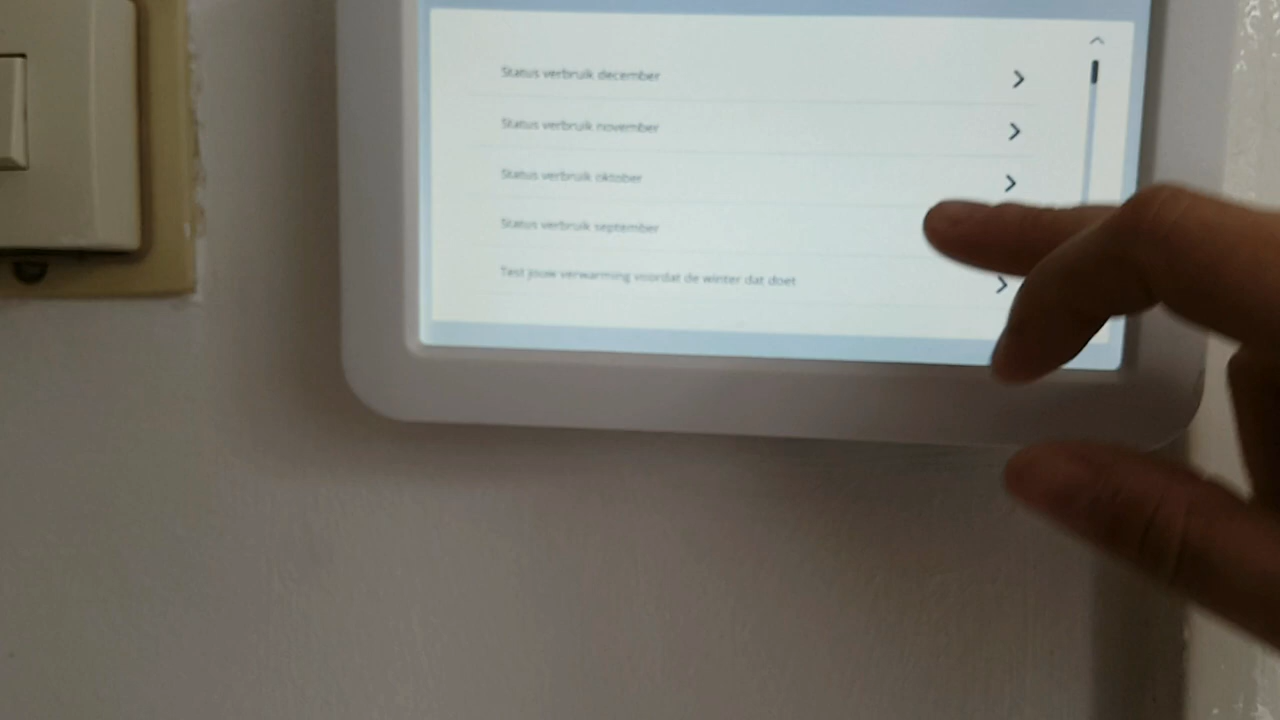 Status verbruik december
Status verbruik november
Status verbruik oktober
Status verbruik september
Test jouw verwarming voordat de winter dat doet